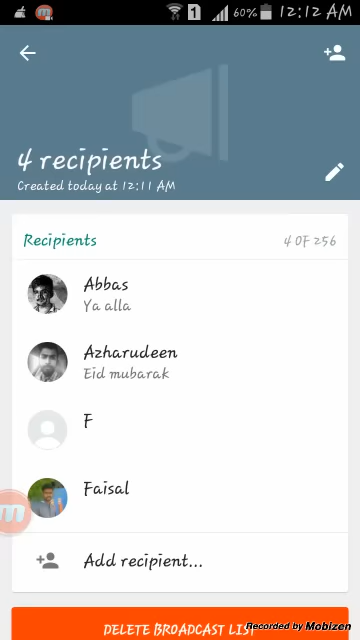 1 60% 12:12 AM
4 recipients
Created today at 12:11 AM
Recipients 4 OF 256
Abbas
Ya alla
Azharudeen
Eid mubarak
F
Faisal
Add recipient...
DELETE BROADCAST LIST
Recorded by Mobizen